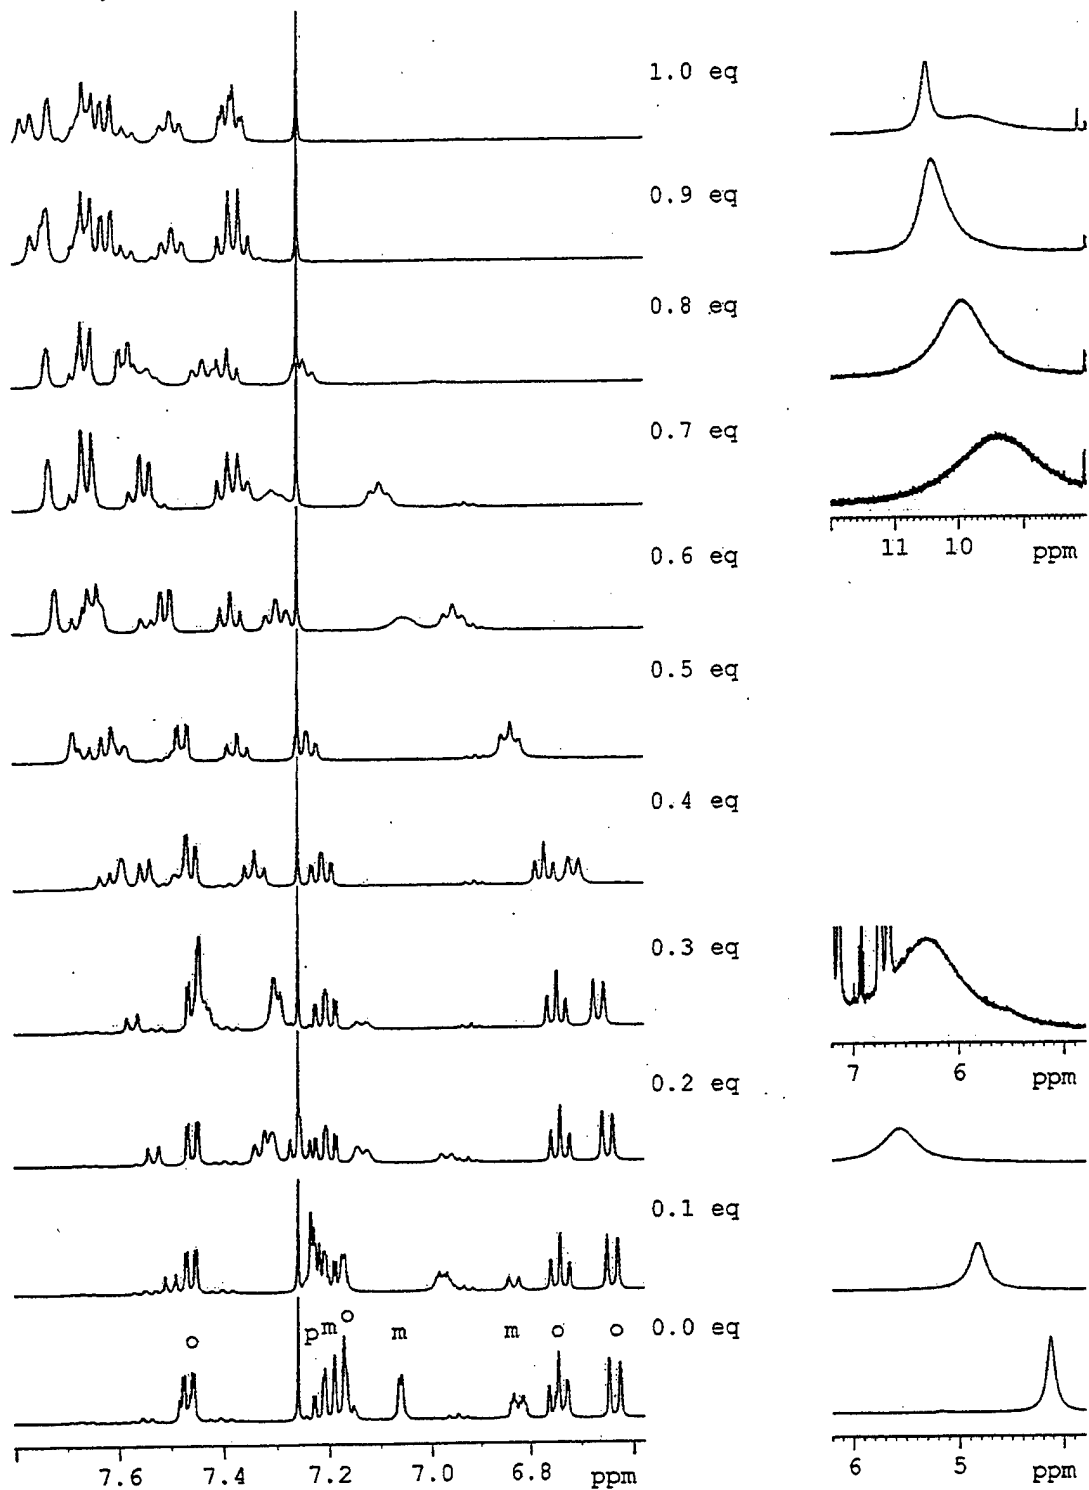 1.0 eq
0.9 eq
0.8 eq
0.7 eq
11 10 ppm
0.6 eq
0.5 eq
0.4 eq
0.3 eq
7 6 ppm
0.2 eq
0.1 eq
0.0 eq
o p m o m m o o
7.6 7.4 7.2 7.0 6.8 ppm
6 5 ppm